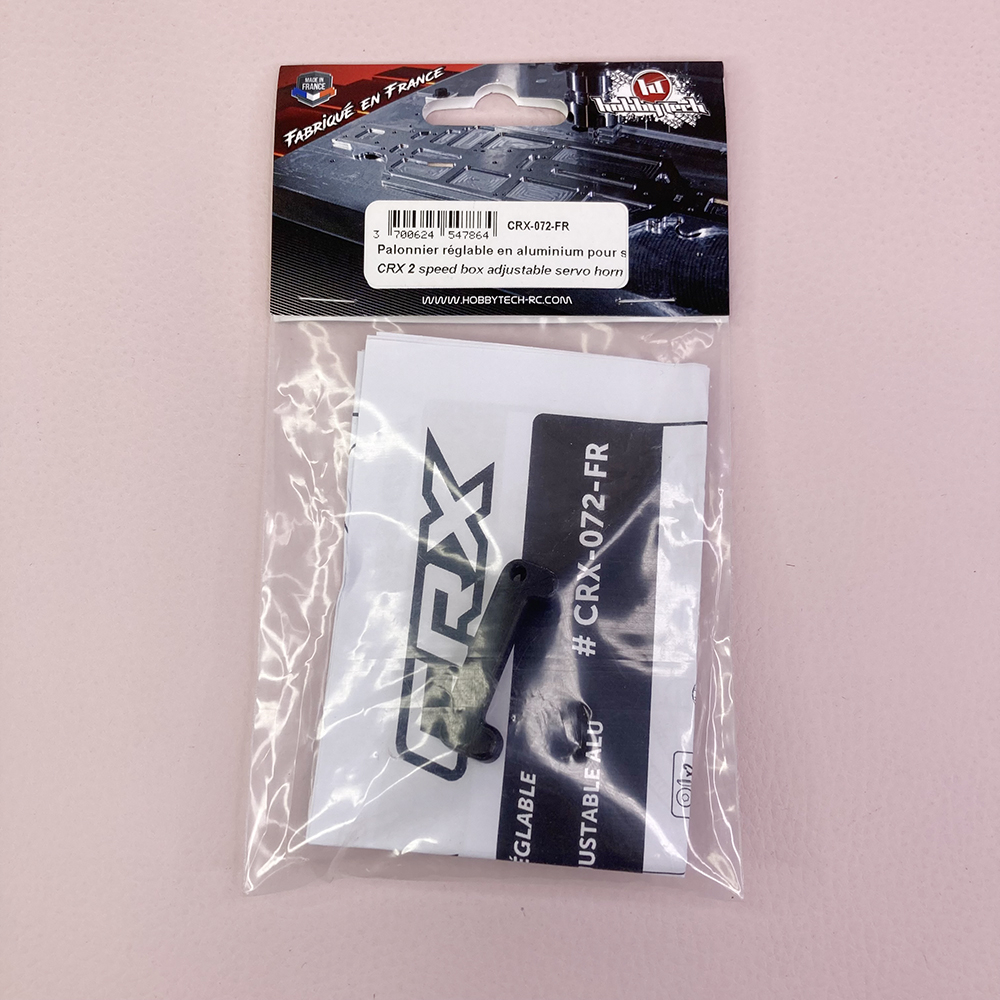 MADE IN
FRANCE
FABRIQUÉ EN FRANCE
hobbytech
3 700624 547864
CRX-072-FR
Palonnier réglable en aluminium pour s
CRX 2 speed box adjustable servo horn
WWW.HOBBYTECH-RC.COM
CRX
# CRX-072-FR
ÉGLABLE
USTABLE ALU
x2